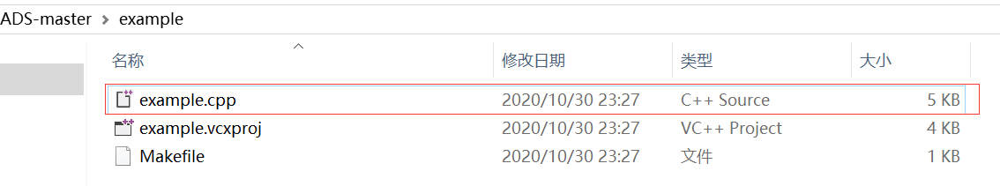 ADS-master > example
名称 修改日期 类型 大小
example.cpp 2020/10/30 23:27 C++ Source 5 KB
example.vcxproj 2020/10/30 23:27 VC++ Project 4 KB
Makefile 2020/10/30 23:27 文件 1 KB